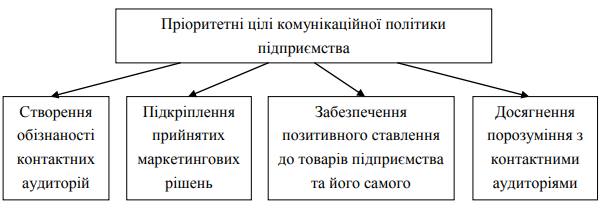 Пріоритетні цілі комунікаційної політики
підприємства
Створення
обізнаності
контактних
аудиторій
Підкріплення
прийнятих
маркетингових
рішень
Забезпечення
позитивного ставлення
до товарів підприємства
та його самого
Досягнення
порозуміння з
контактними
аудиторіями